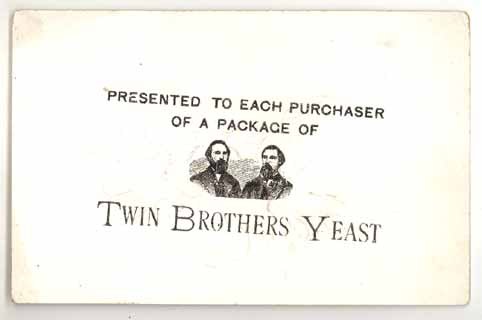 PRESENTED TO EACH PURCHASER
OF A PACKAGE OF
TWIN BROTHERS YEAST